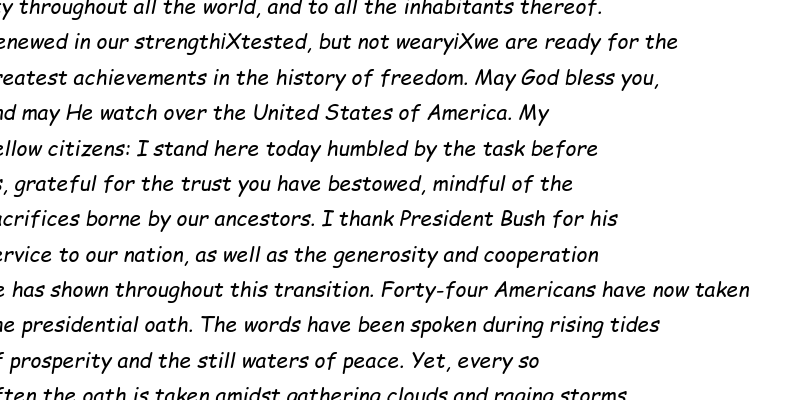 y throughout all the world, and to all the inhabitants thereof.
enewed in our strengthiXtested, but not wearyiXwe are ready for the
reatest achievements in the history of freedom. May God bless you,
nd may He watch over the United States of America. My
ellow citizens: I stand here today humbled by the task before
s, grateful for the trust you have bestowed, mindful of the
acrifices borne by our ancestors. I thank President Bush for his
ervice to our nation, as well as the generosity and cooperation
e has shown throughout this transition. Forty-four Americans have now taken
he presidential oath. The words have been spoken during rising tides
f prosperity and the still waters of peace. Yet, every so
ften the oath is taken amidst gathering clouds and raging storms.